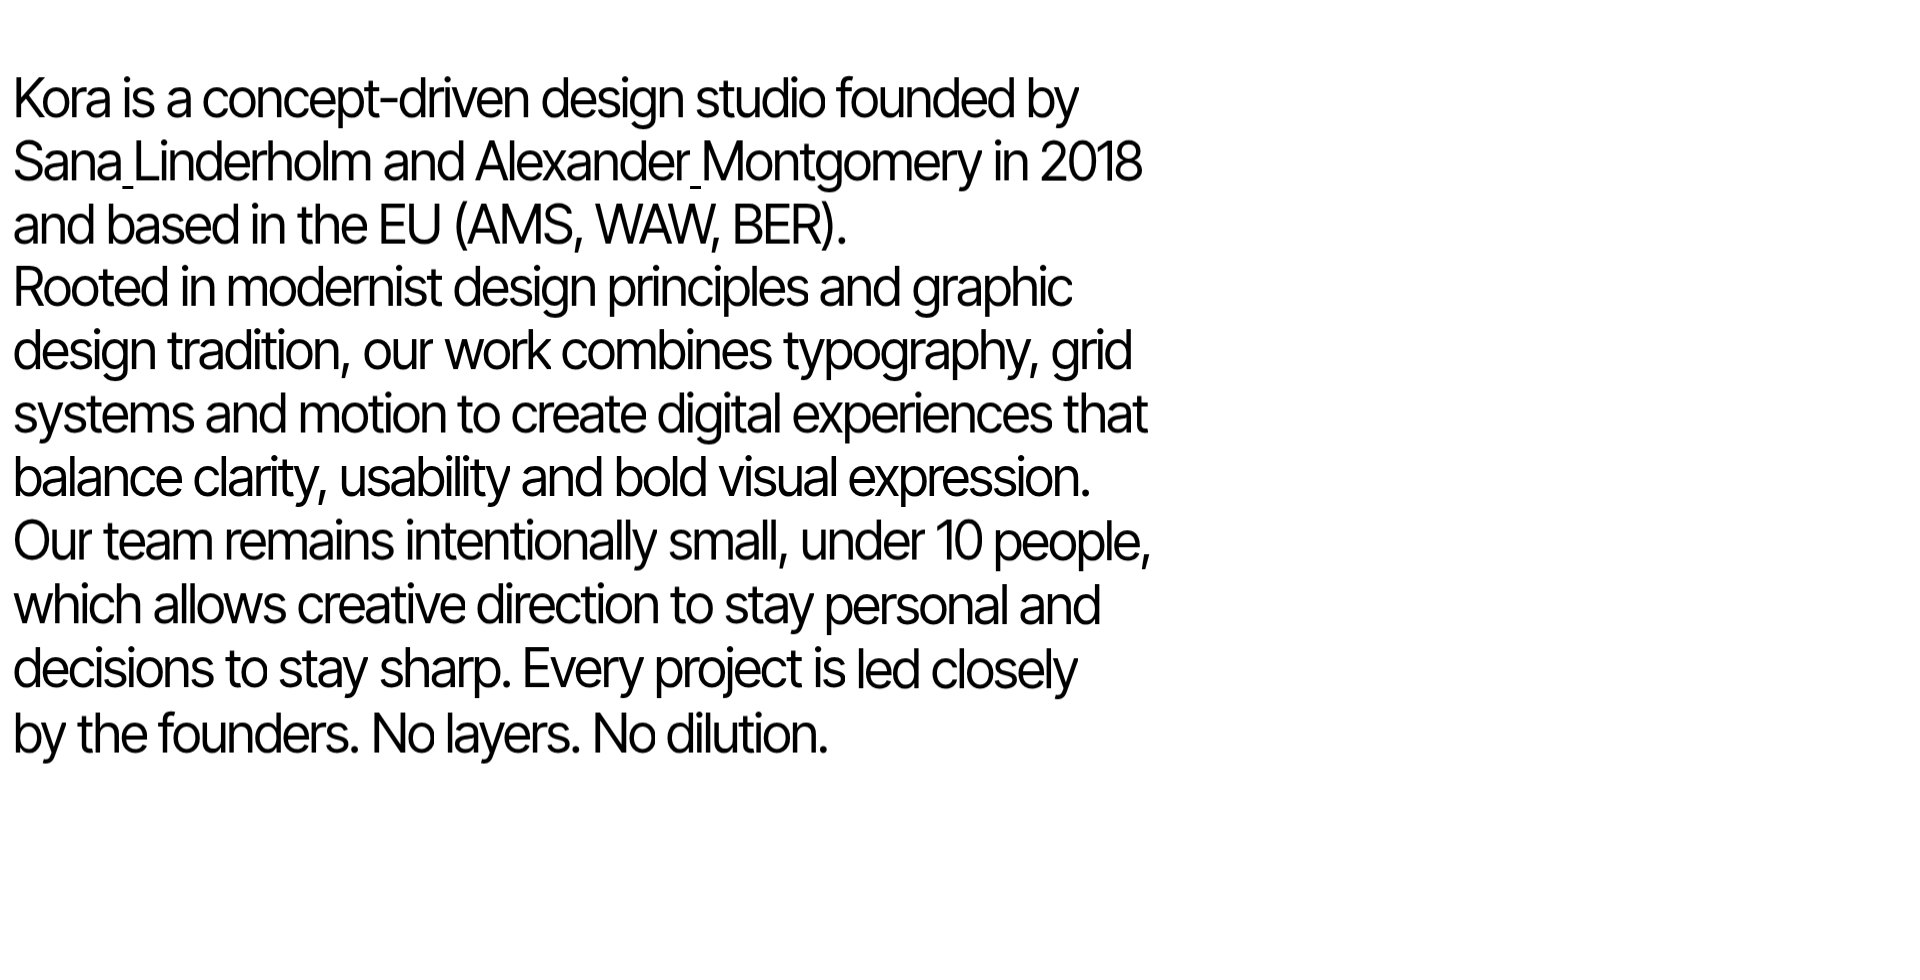 Kora is a concept-driven design studio founded by
Sana Linderholm and Alexander Montgomery in 2018
and based in the EU (AMS, WAW, BER).
Rooted in modernist design principles and graphic
design tradition, our work combines typography, grid
systems and motion to create digital experiences that
balance clarity, usability and bold visual expression.
Our team remains intentionally small, under 10 people,
which allows creative direction to stay personal and
decisions to stay sharp. Every project is led closely
by the founders. No layers. No dilution.